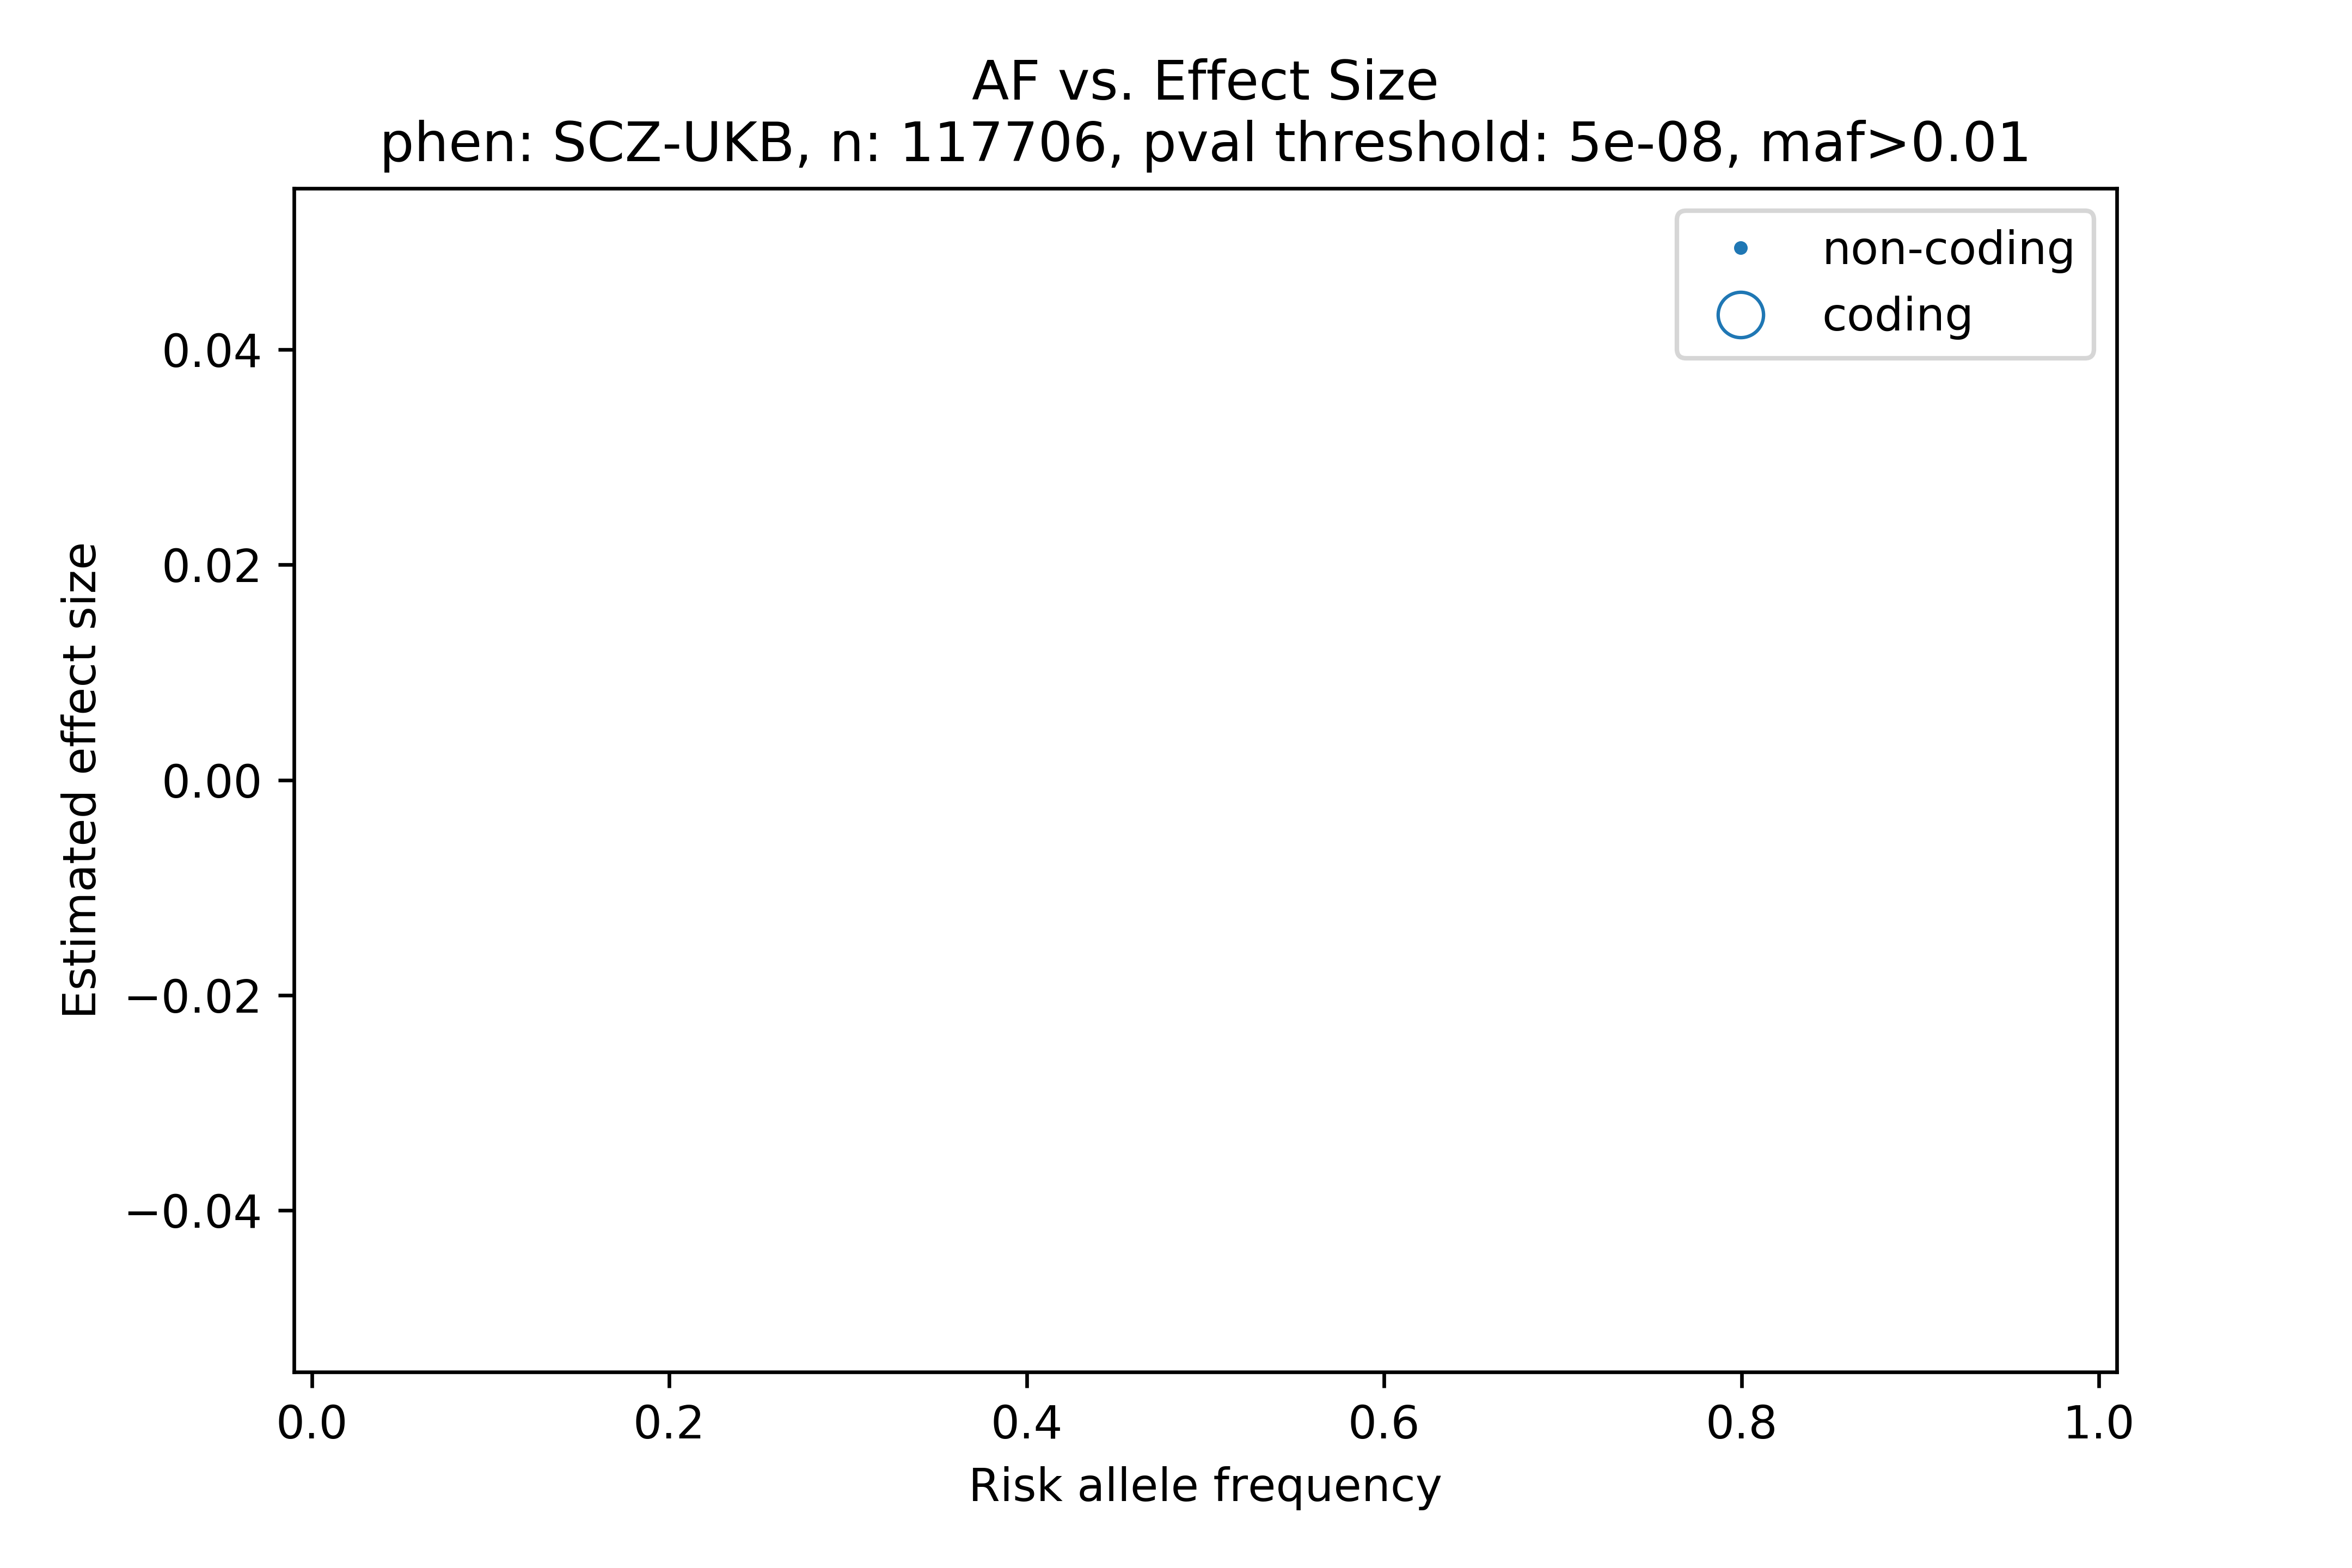 AF vs. Effect Size
phen: SCZ-UKB, n: 117706, pval threshold: 5e-08, maf>0.01
non-coding
coding
Estimated effect size
0.04
0.02
0.00
−0.02
−0.04
0.0 0.2 0.4 0.6 0.8 1.0
Risk allele frequency